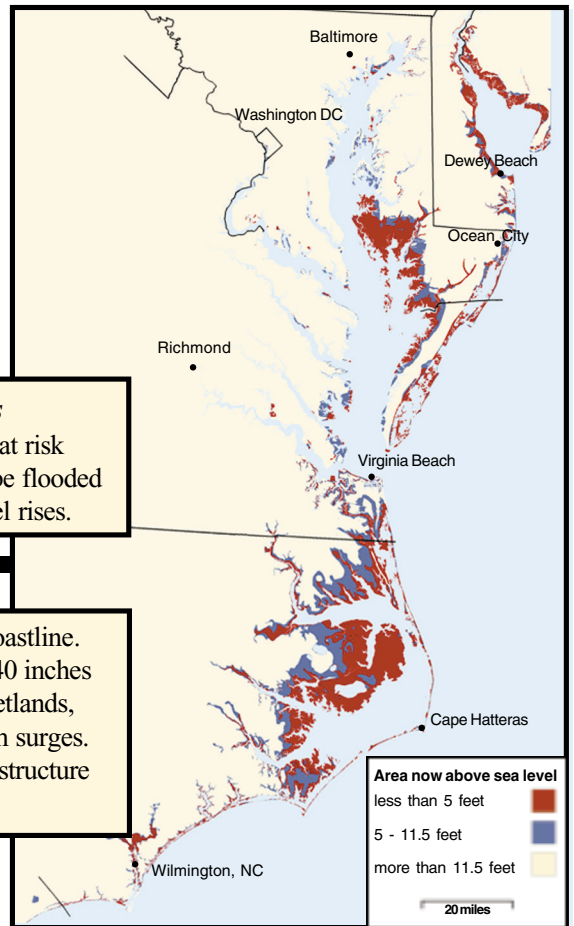 Baltimore
Washington DC
Dewey Beach
Ocean City
Richmond
at risk
be flooded
el rises.
Virginia Beach
oastline.
40 inches
etlands,
surges.
structure
Cape Hatteras
Area now above sea level
less than 5 feet
5 - 11.5 feet
more than 11.5 feet
20 miles
Wilmington, NC